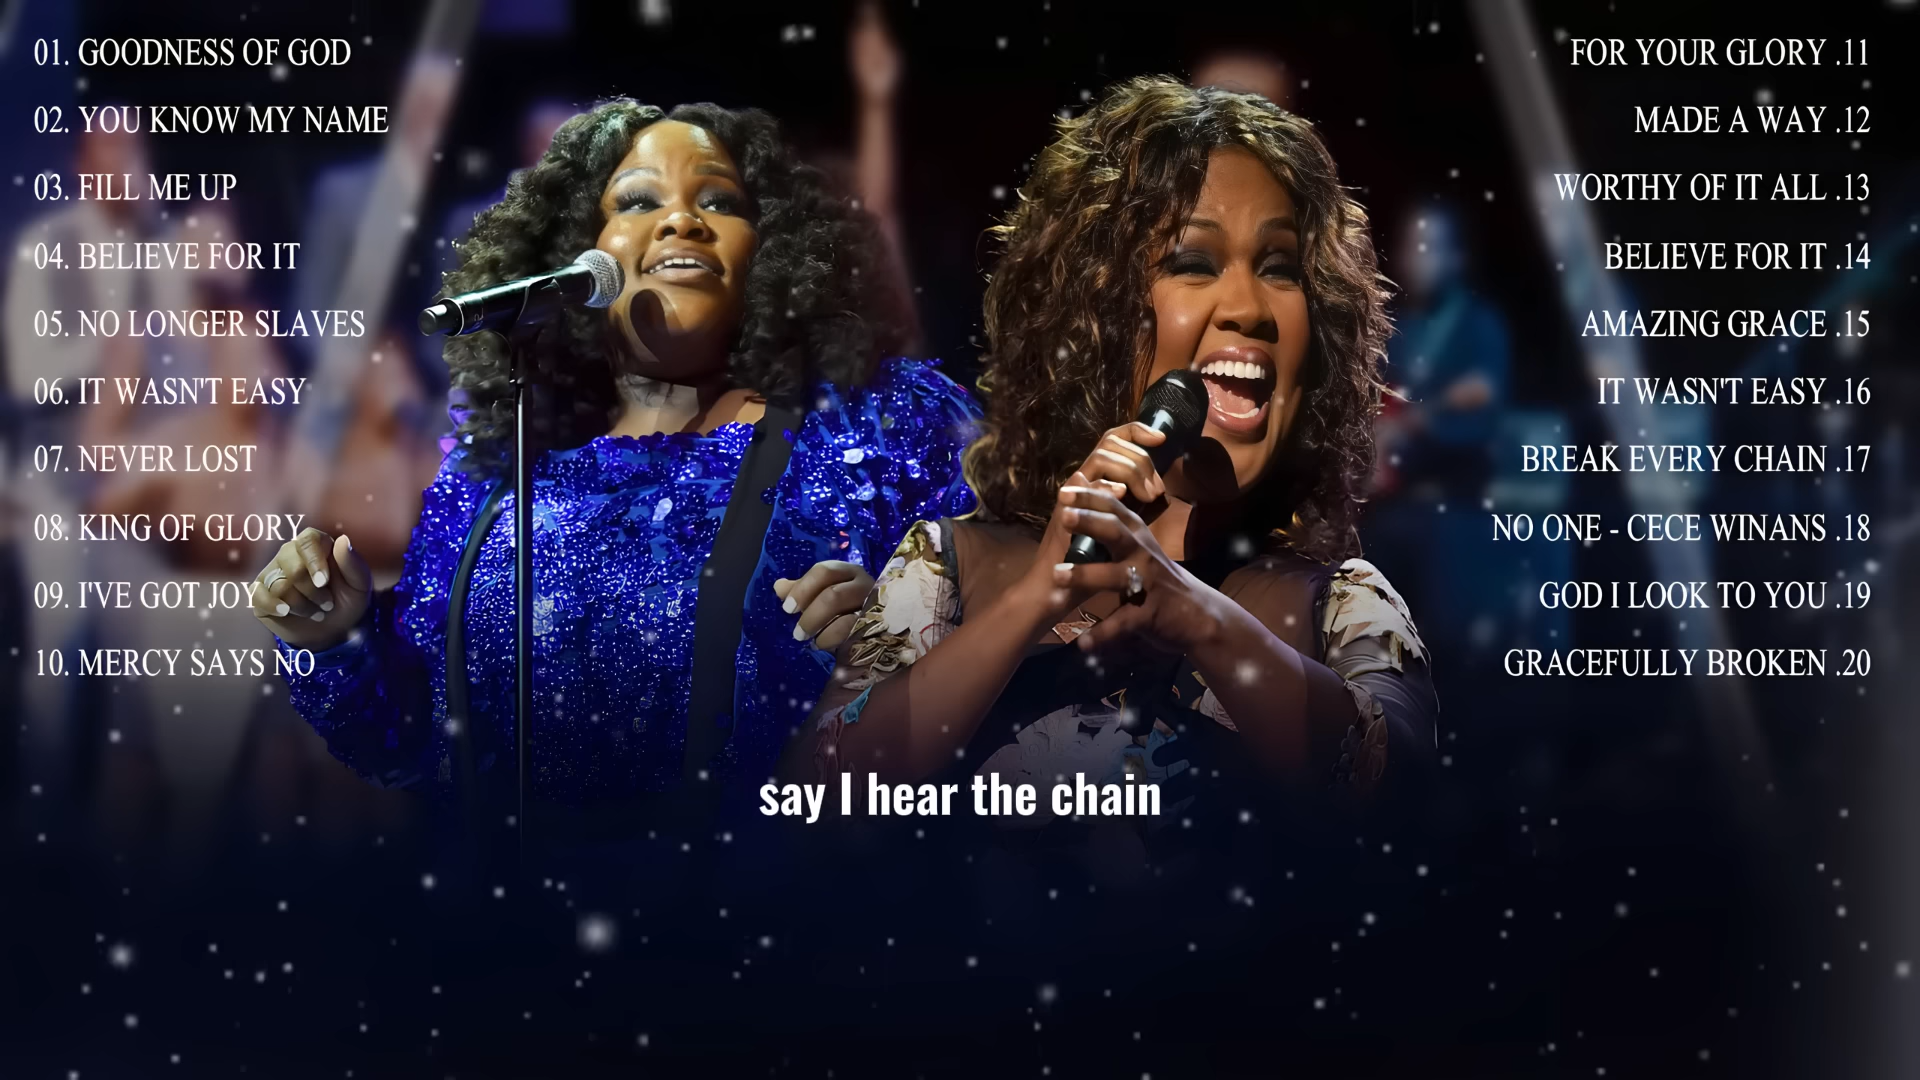 01. GOODNESS OF GOD
02. YOU KNOW MY NAME
03. FILL ME UP
04. BELIEVE FOR IT
05. NO LONGER SLAVES
06. IT WASN'T EASY
07. NEVER LOST
08. KING OF GLORY
09. I'VE GOT JOY
10. MERCY SAYS NO
FOR YOUR GLORY .11
MADE A WAY .12
WORTHY OF IT ALL .13
BELIEVE FOR IT .14
AMAZING GRACE .15
IT WASN'T EASY .16
BREAK EVERY CHAIN .17
NO ONE - CECE WINANS .18
GOD I LOOK TO YOU .19
GRACEFULLY BROKEN .20
say I hear the chain